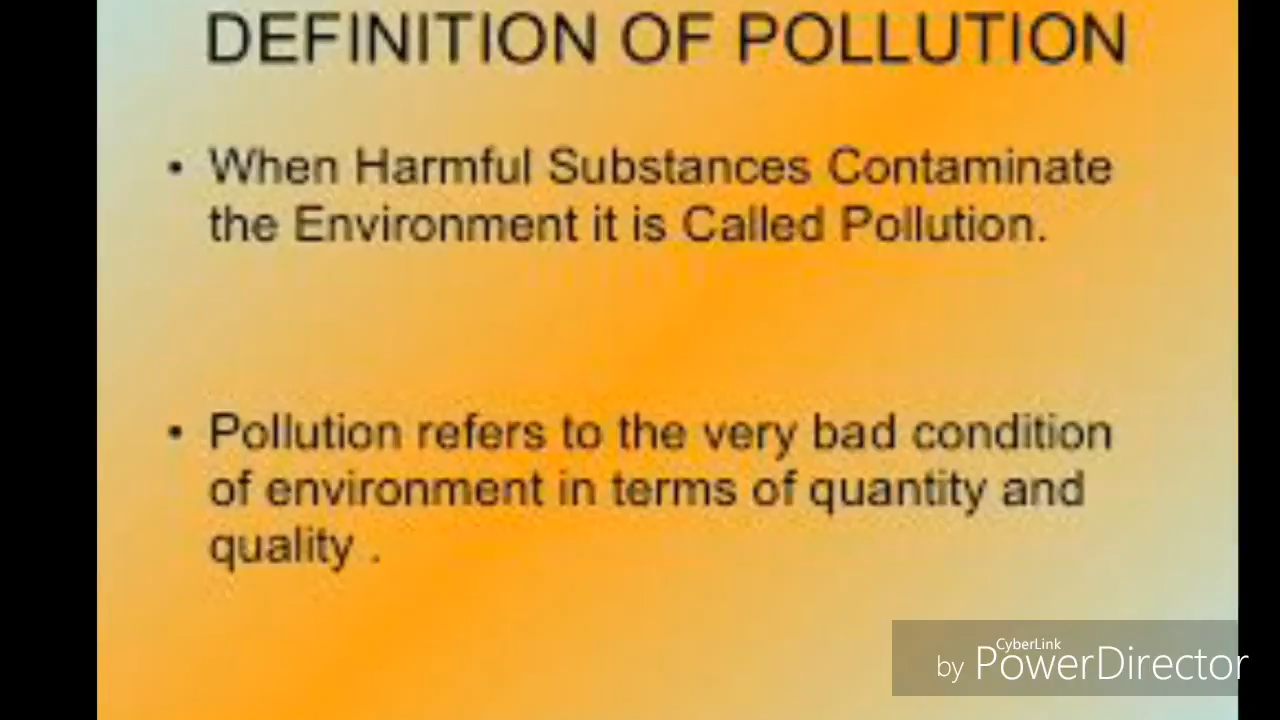 DEFINITION OF POLLUTION
• When Harmful Substances Contaminate
the Environment it is Called Pollution.
• Pollution refers to the very bad condition
of environment in terms of quantity and
quality .
CyberLink
by PowerDirector